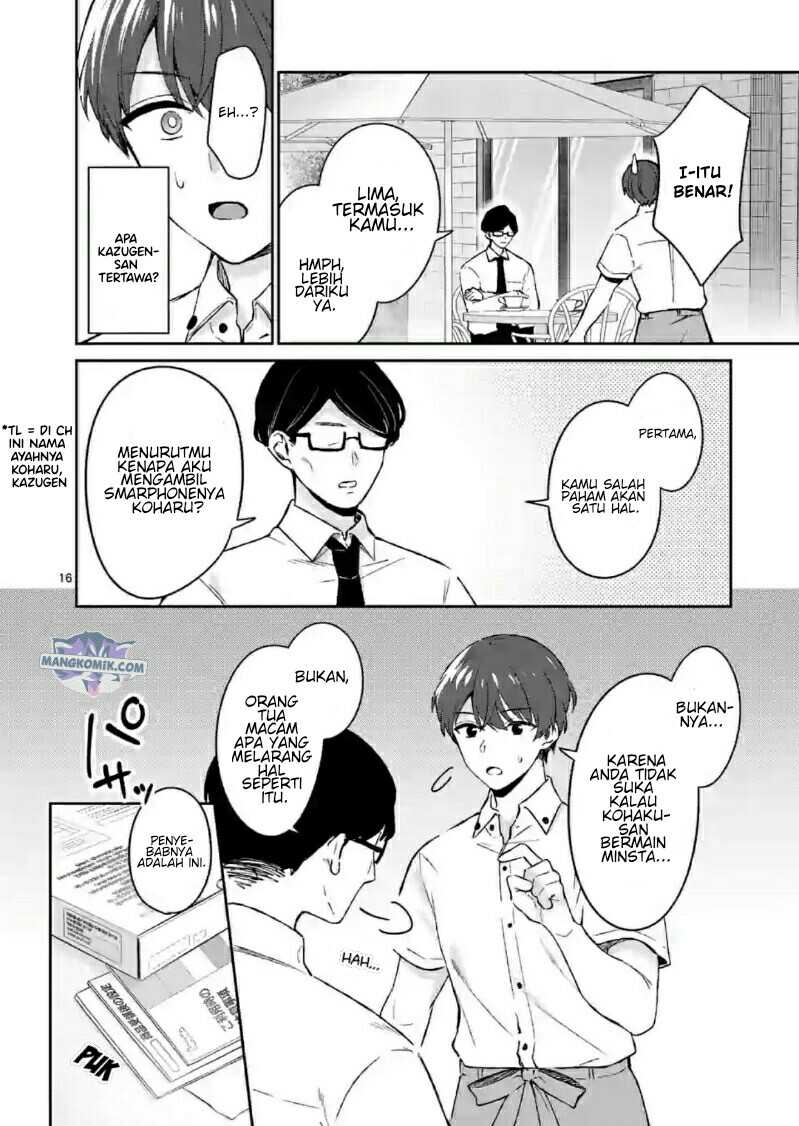 I-ITU
BENAR!
LIMA,
TERMASUK
KAMU...
HMPH,
LEBIH
DARIKU
YA.
EH...?
APA
KAZUGEN-
SAN
TERTAWA?
PERTAMA,
KAMU SALAH
PAHAM AKAN
SATU HAL.
MENURUTMU
KENAPA AKU
MENGAMBIL
SMARPHONENYA
KOHARU?
*TL = DI CH
INI NAMA
AYAHNYA
KOHARU,
KAZUGEN
16
MANGKOMIK.COM
BUKAN-
NYA...
KARENA
ANDA TIDAK
SUKA
KALAU
KOHAKU-
SAN
BERMAIN
MINSTA...
BUKAN,
ORANG
TUA
MACAM
APA YANG
MELARANG
HAL
SEPERTI
ITU.
HAH...
PENYE-
BABNYA
ADALAH INI.
PUK